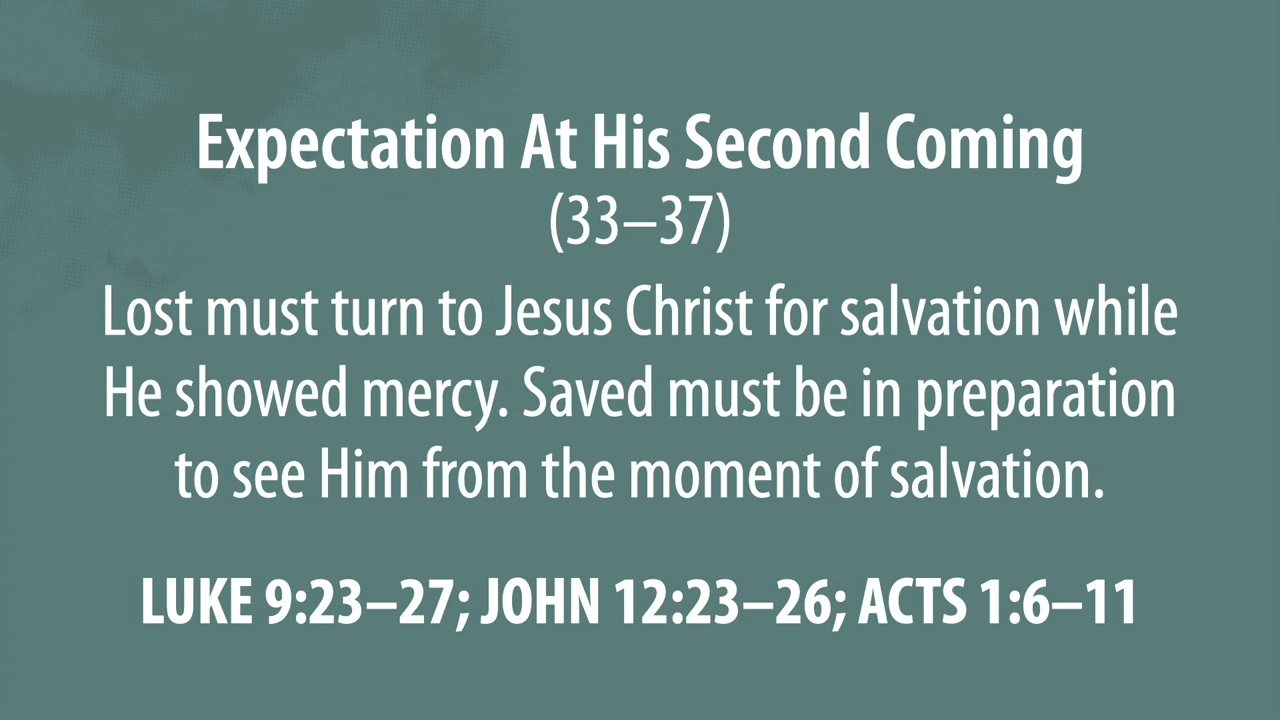 Expectation At His Second Coming
(33–37)
Lost must turn to Jesus Christ for salvation while
He showed mercy. Saved must be in preparation
to see Him from the moment of salvation.
LUKE 9:23–27; JOHN 12:23–26; ACTS 1:6–11